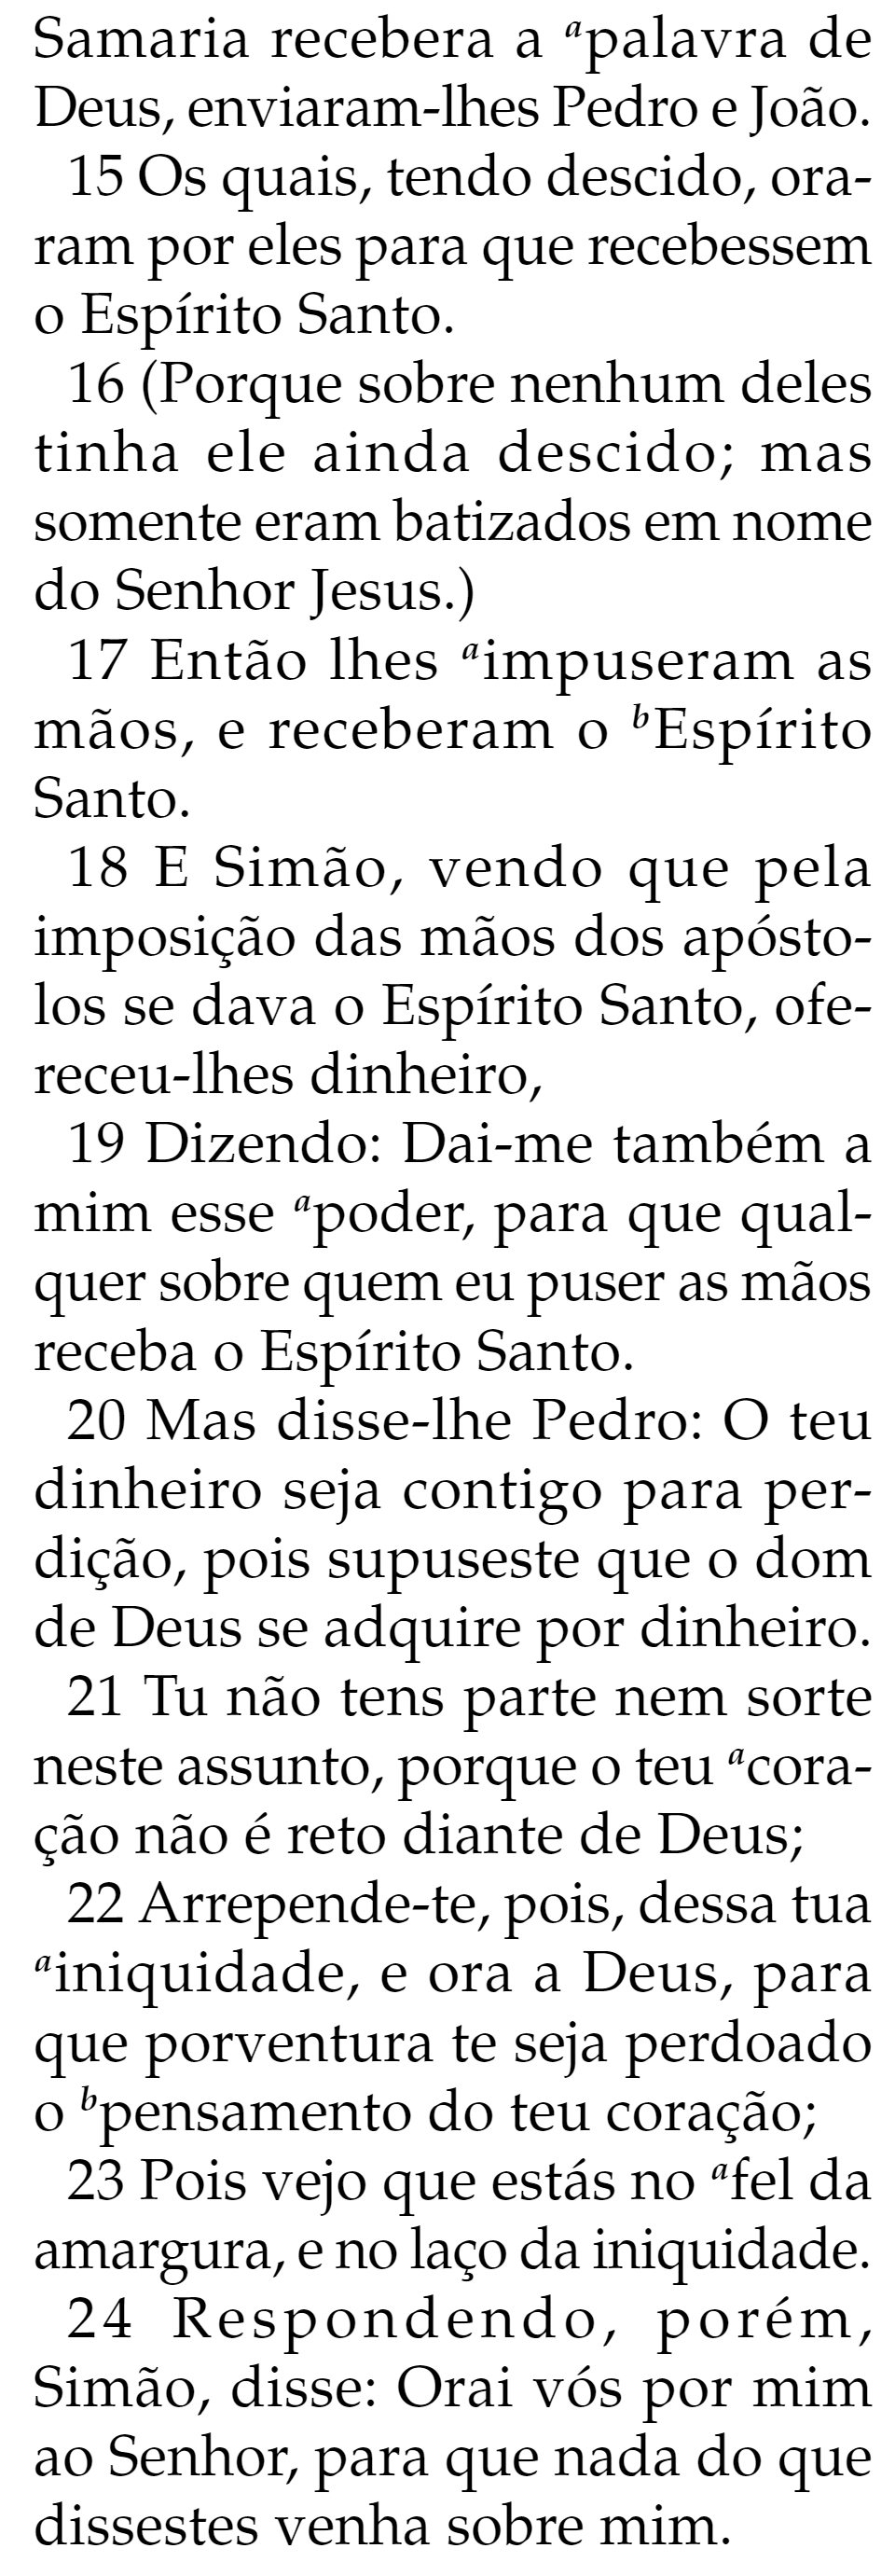 Samaria recebera a ᵃpalavra de
Deus, enviaram-lhes Pedro e João.
15 Os quais, tendo descido, ora-
ram por eles para que recebessem
o Espírito Santo.
16 (Porque sobre nenhum deles
tinha ele ainda descido; mas
somente eram batizados em nome
do Senhor Jesus.)
17 Então lhes ᵃimpuseram as
mãos, e receberam o ᵇEspírito
Santo.
18 E Simão, vendo que pela
imposição das mãos dos apósto-
los se dava o Espírito Santo, ofe-
receu-lhes dinheiro,
19 Dizendo: Dai-me também a
mim esse ᵃpoder, para que qual-
quer sobre quem eu puser as mãos
receba o Espírito Santo.
20 Mas disse-lhe Pedro: O teu
dinheiro seja contigo para per-
dição, pois supuseste que o dom
de Deus se adquire por dinheiro.
21 Tu não tens parte nem sorte
neste assunto, porque o teu ᵃcora-
ção não é reto diante de Deus;
22 Arrepende-te, pois, dessa tua
ᵃiniquidade, e ora a Deus, para
que porventura te seja perdoado
o ᵇpensamento do teu coração;
23 Pois vejo que estás no ᵃfel da
amargura, e no laço da iniquidade.
24 Respondendo, porém,
Simão, disse: Orai vós por mim
ao Senhor, para que nada do que
dissestes venha sobre mim.